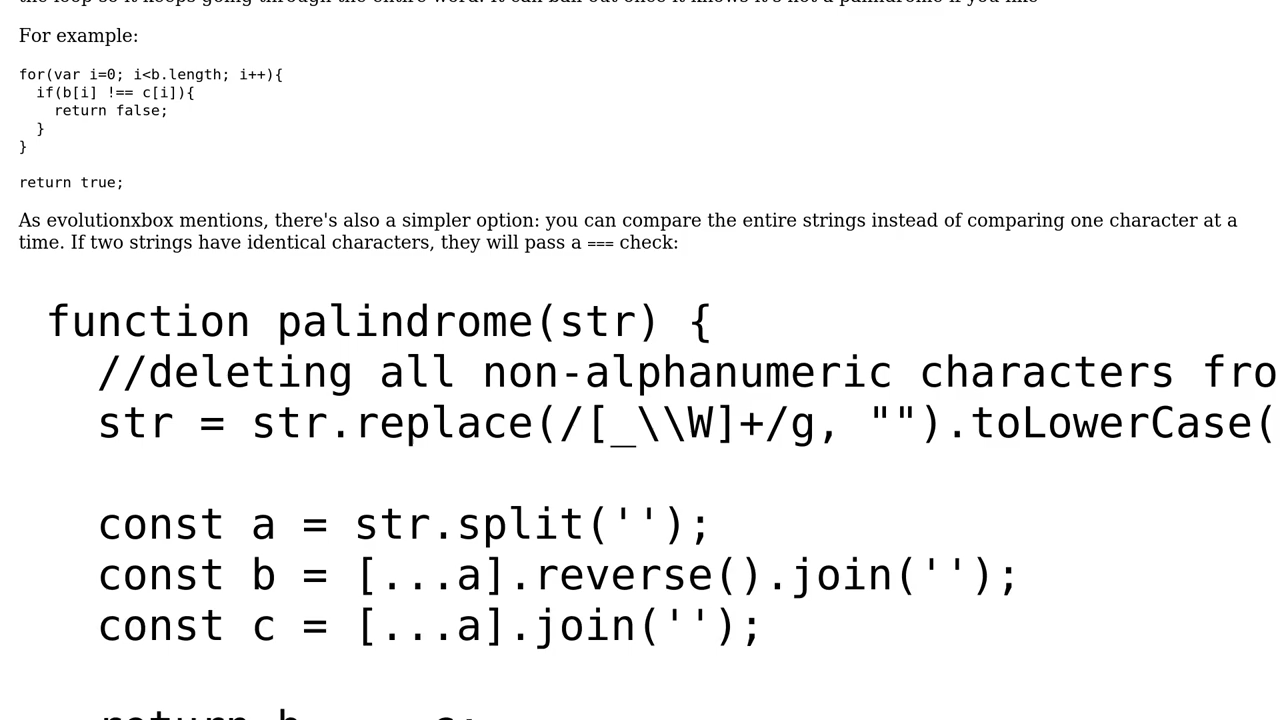 For example:
for(var i=0; i<b.length; i++){
  if(b[i] !== c[i]){
    return false;
  }
}
return true;
As evolutionxbox mentions, there's also a simpler option: you can compare the entire strings instead of comparing one character at a
time. If two strings have identical characters, they will pass a === check:
function palindrome(str) {
  //deleting all non-alphanumeric characters fro
  str = str.replace(/[_\\W]+/g, "").toLowerCase(
  const a = str.split('');
  const b = [...a].reverse().join('');
  const c = [...a].join('');